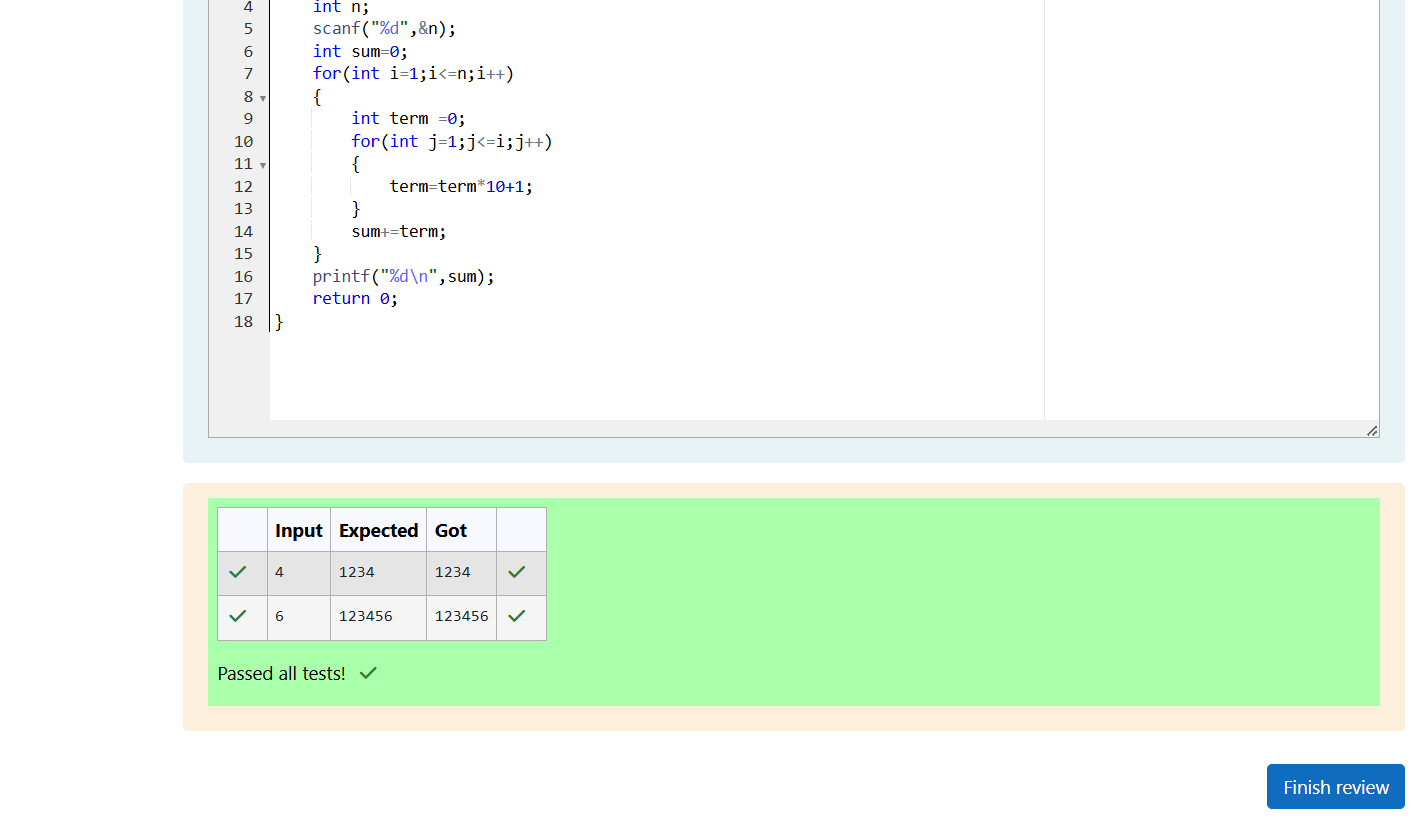 4 int n;
5 scanf("%d",&n);
6 int sum=0;
7 for(int i=1;i<=n;i++)
8 {
9 int term =0;
10 for(int j=1;j<=i;j++)
11 {
12 term=term*10+1;
13 }
14 sum+=term;
15 }
16 printf("%d\n",sum);
17 return 0;
18 }
Input Expected Got
4 1234 1234
6 123456 123456
Passed all tests!
Finish review